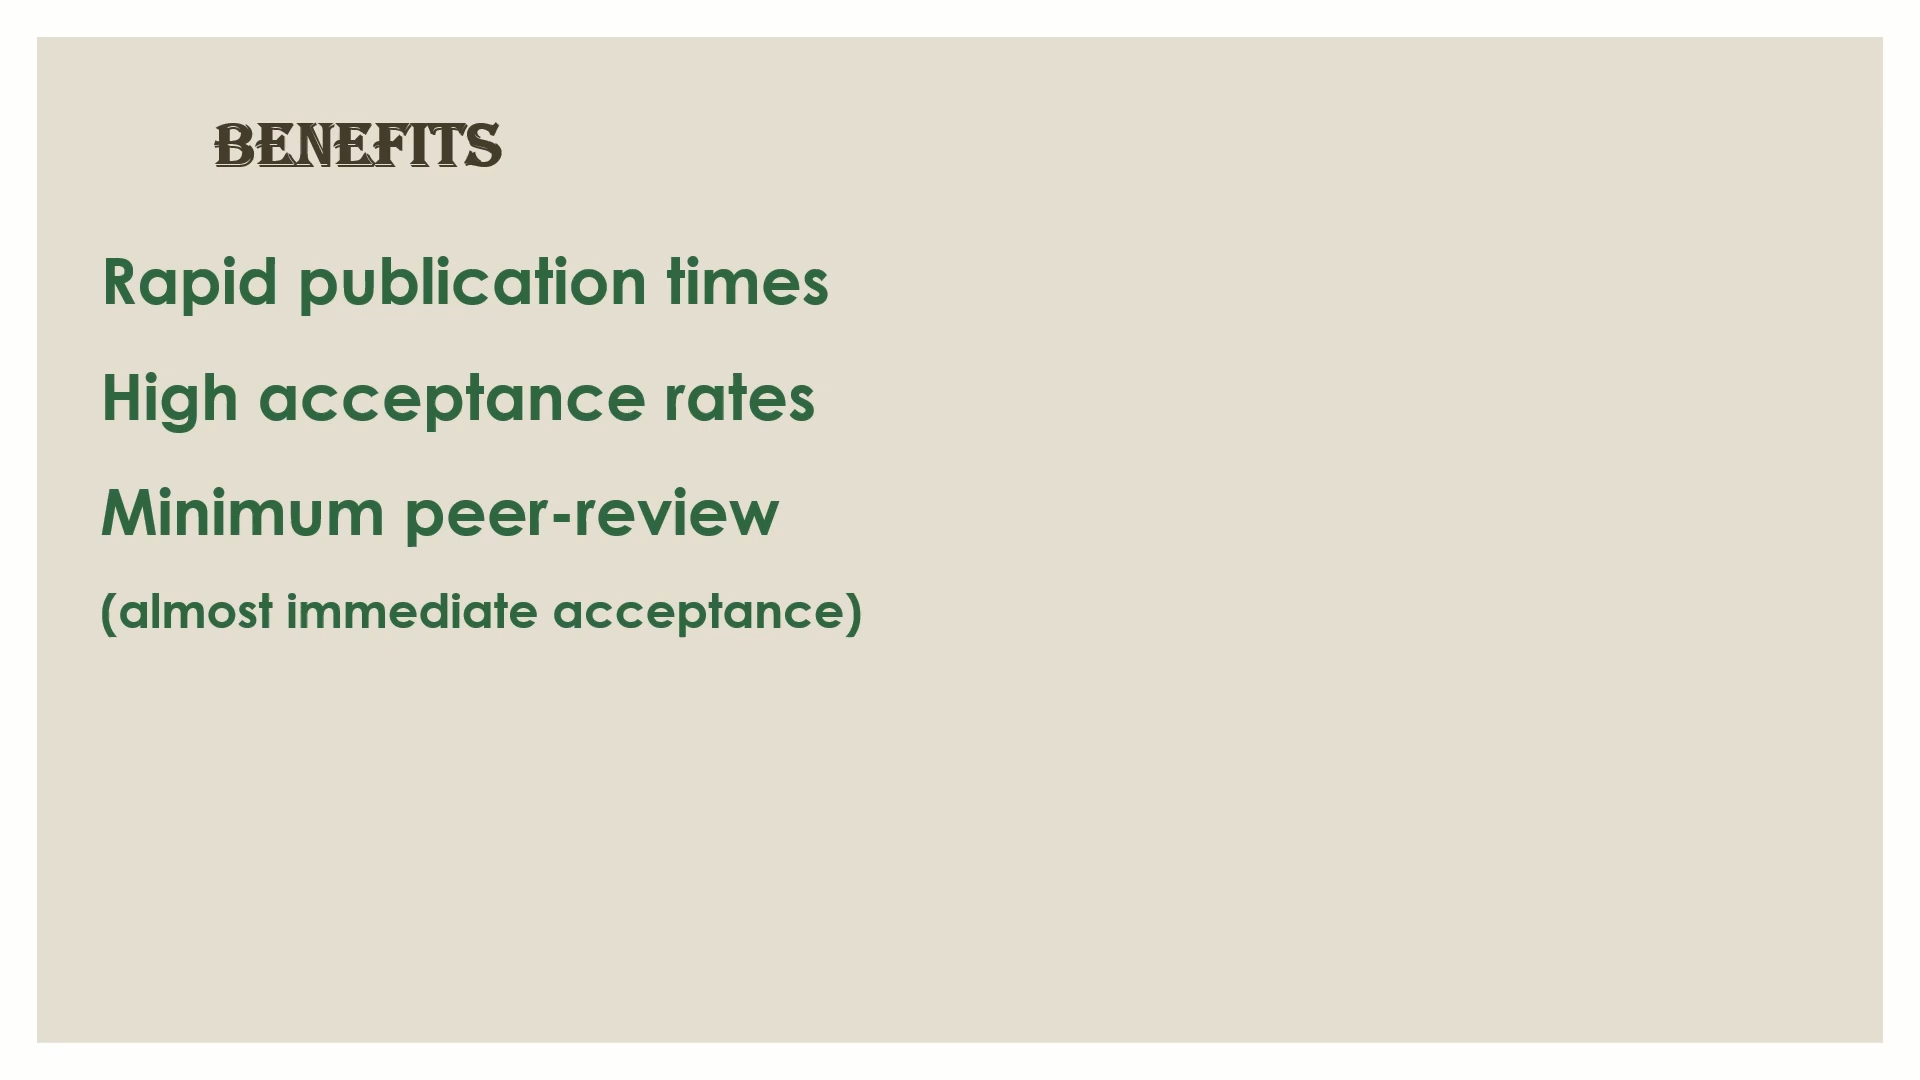 BENEFITS
Rapid publication times
High acceptance rates
Minimum peer-review
(almost immediate acceptance)